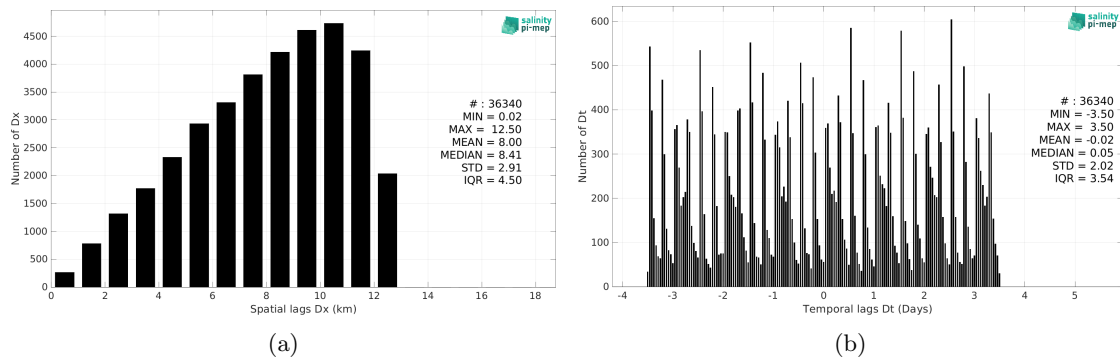 salinity
pi-mep
# : 36340
MIN = 0.02
MAX = 12.50
MEAN = 8.00
MEDIAN = 8.41
STD = 2.91
IQR = 4.50
Number of Dx
4500
4000
3500
3000
2500
2000
1500
1000
500
0
0 2 4 6 8 10 12 14 16 18
Spatial lags Dx (km)
(a)
salinity
pi-mep
# : 36340
MIN = -3.50
MAX = 3.50
MEAN = -0.02
MEDIAN = 0.05
STD = 2.02
IQR = 3.54
Number of Dt
600
500
400
300
200
100
0
-4 -3 -2 -1 0 1 2 3 4 5
Temporal lags Dt (Days)
(b)